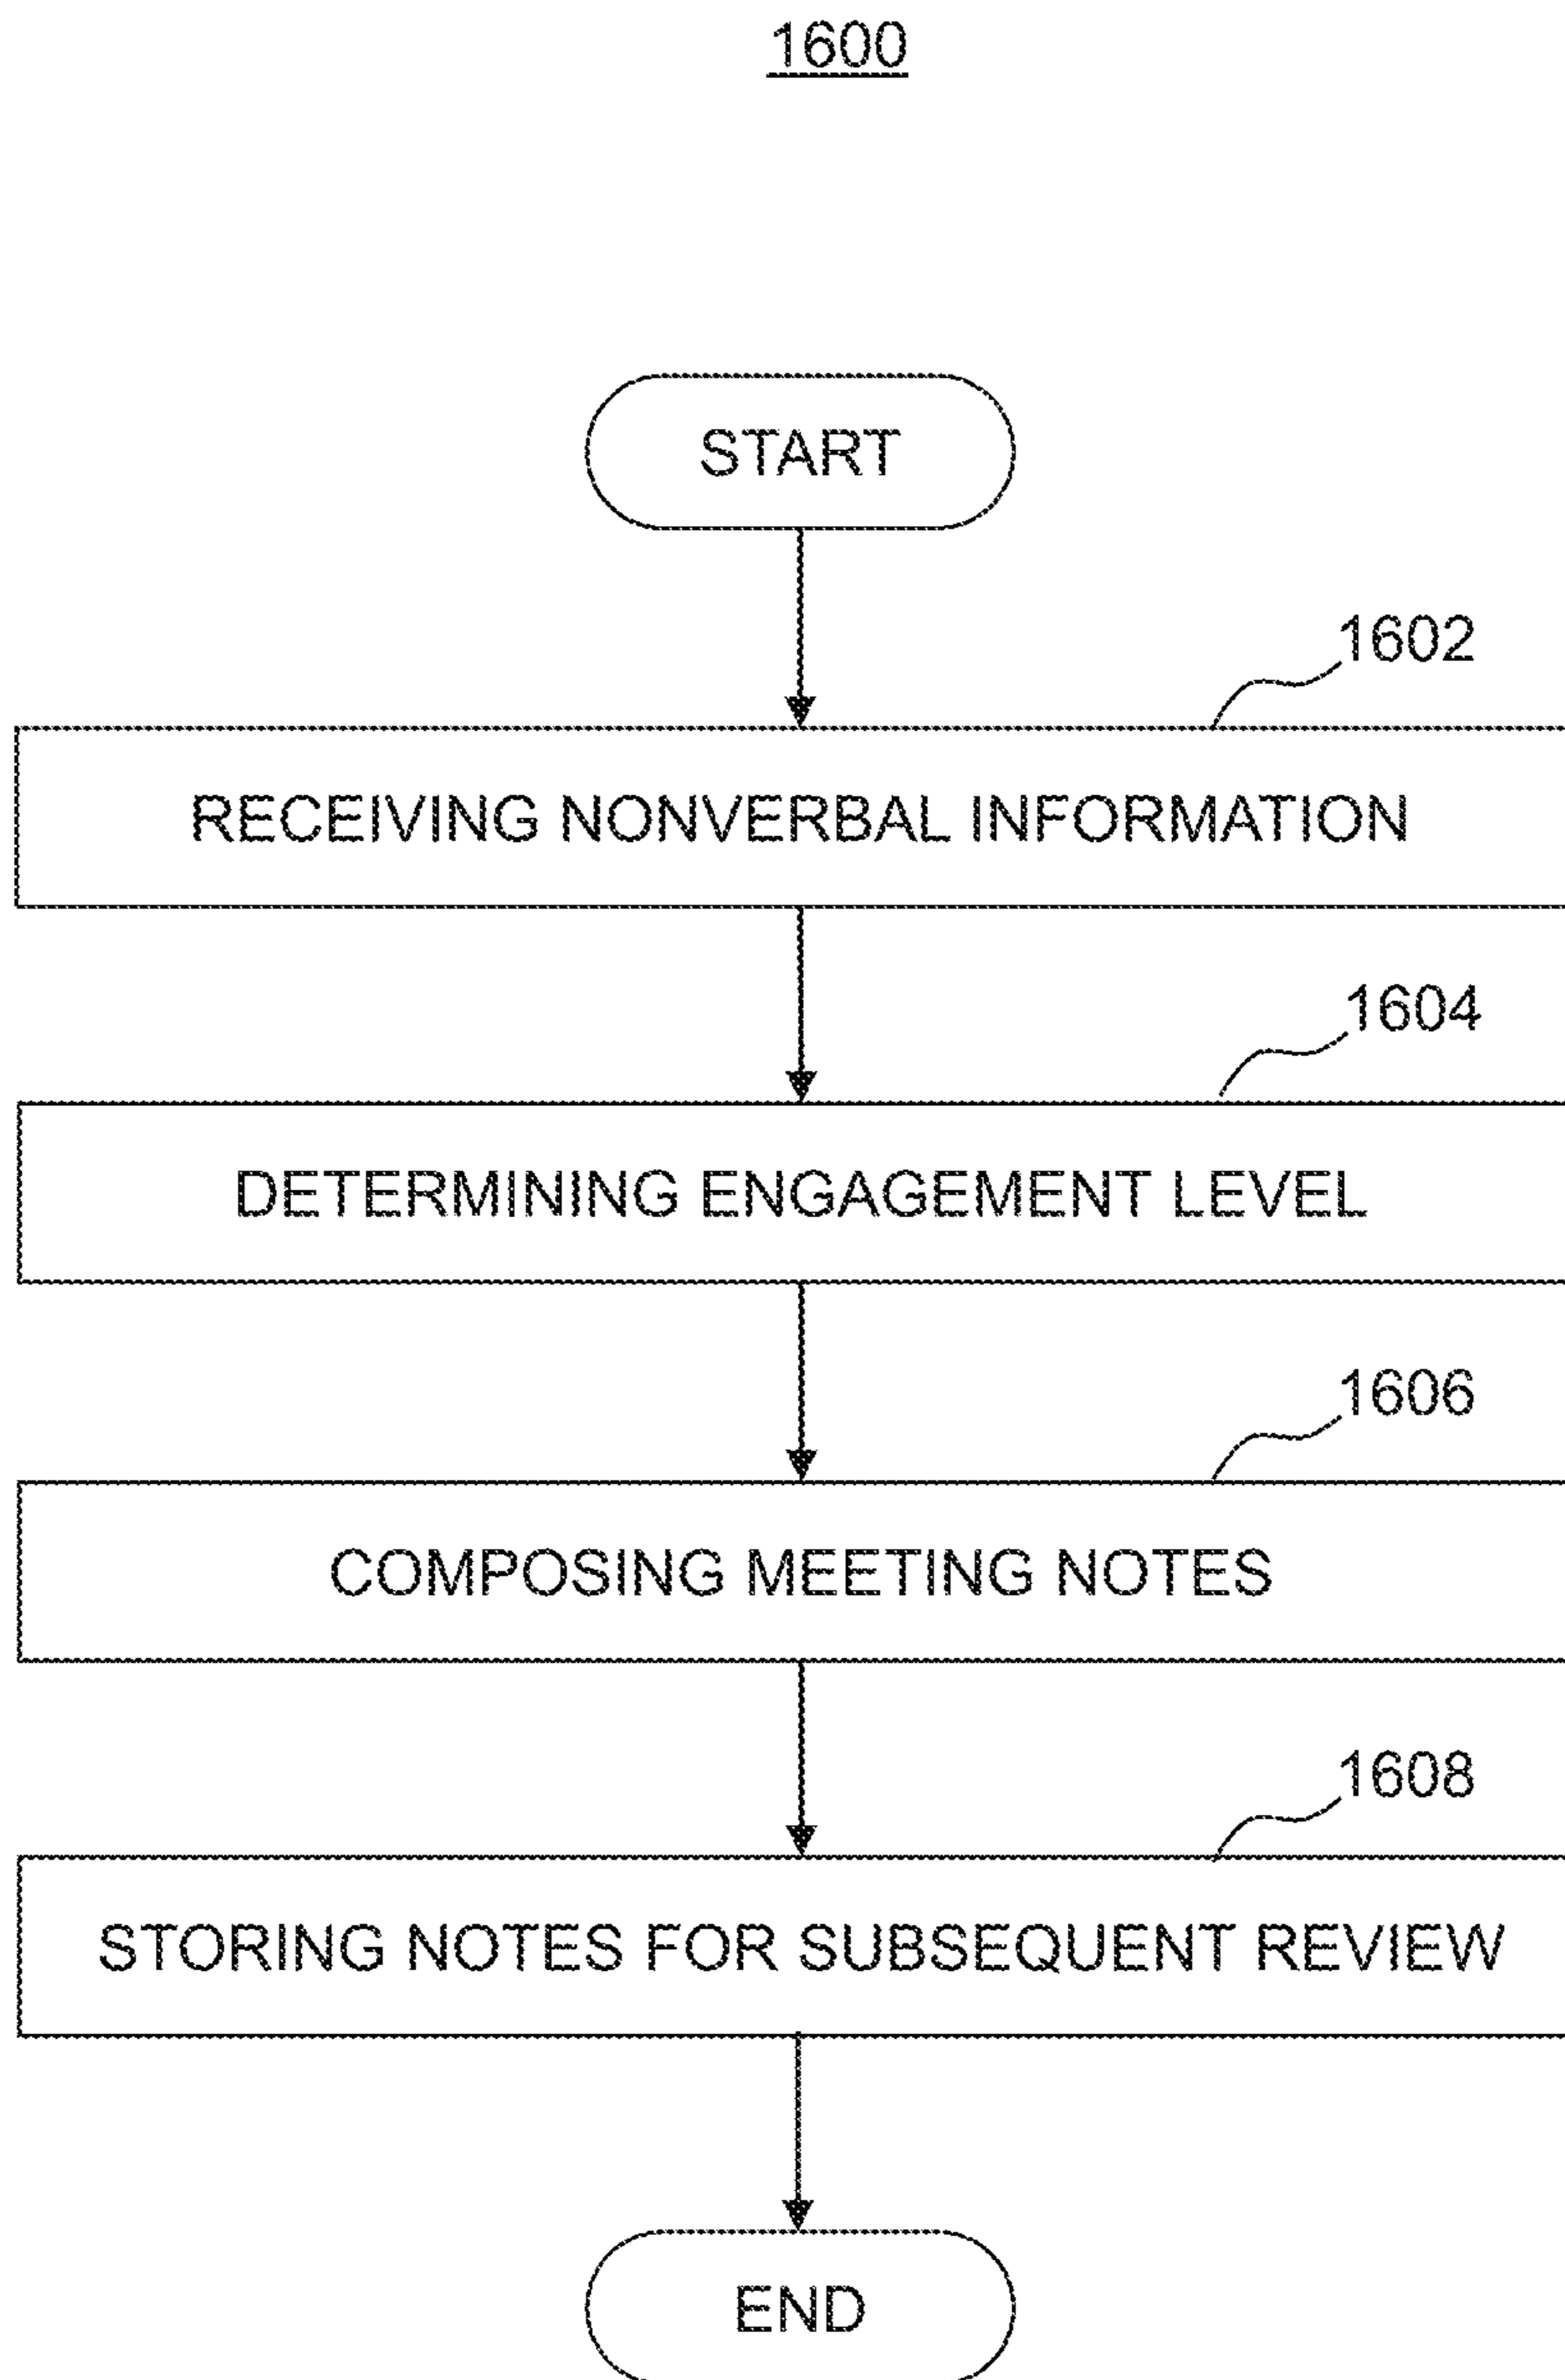 1600
START
1602
RECEIVING NONVERBAL INFORMATION
1604
DETERMINING ENGAGEMENT LEVEL
1606
COMPOSING MEETING NOTES
1608
STORING NOTES FOR SUBSEQUENT REVIEW
END